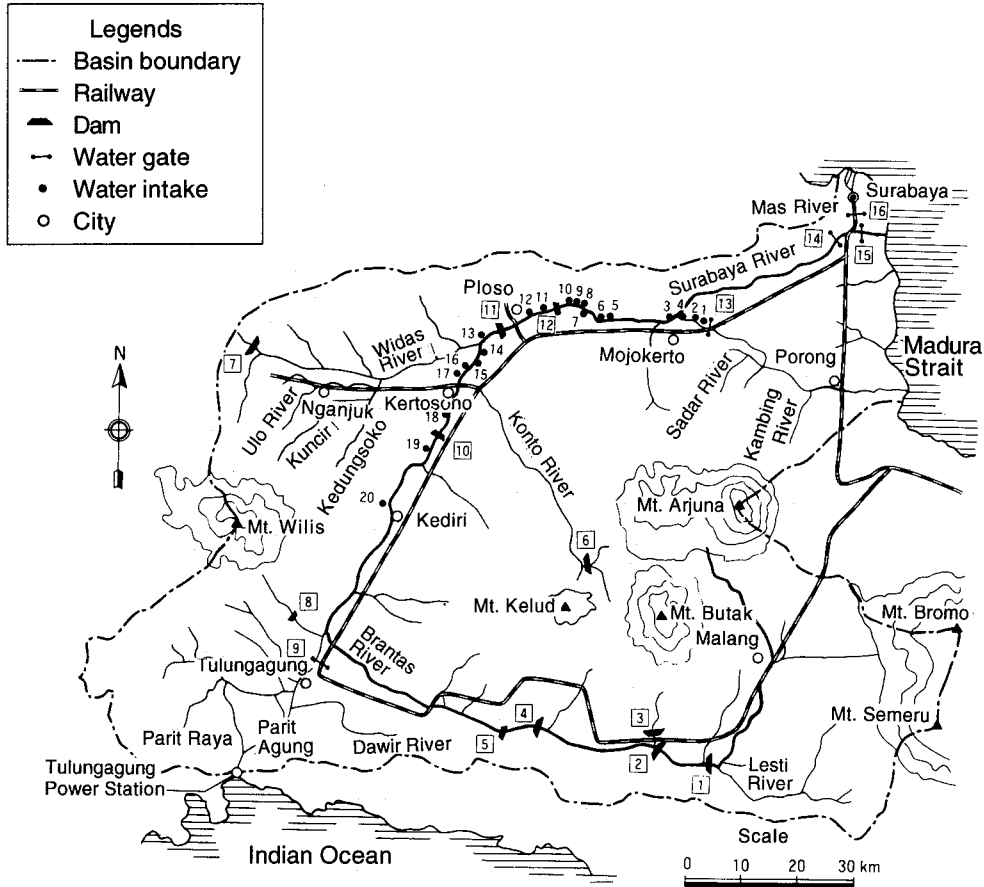 Legends
Basin boundary
Railway
Dam
Water gate
Water intake
City
Surabaya
Mas River
16
14
15
Surabaya River
Ploso
12 11 10 9 8
11
12
7 6 5
3 4 2 1
13
13
Widas
River
7
N
16
14
17
15
Mojokerto
Porong
Madura
Strait
Ulo River
Nganjuk
Kuncir
Kertosono
Kedungsoko
18
19
10
Konto River
Sadar River
Kambing
River
20
Kediri
Mt. Wilis
Mt. Arjuna
6
8
Mt. Kelud
Mt. Butak
Malang
Mt. Bromo
9
Tulungagung
Brantas
River
Parit Raya
Parit
Agung
Dawir River
5
4
3
2
1
Mt. Semeru
Lesti
River
Tulungagung
Power Station
Indian Ocean
Scale
0 10 20 30 km